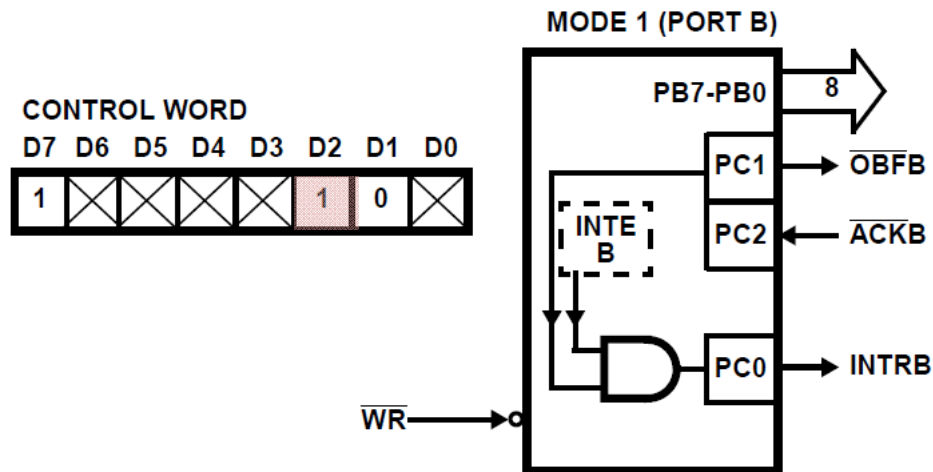 MODE 1 (PORT B)
CONTROL WORD
D7 D6 D5 D4 D3 D2 D1 D0
1 1 0
PB7-PB0 8
PC1 OBFB
INTE
B
PC2 ACKB
PC0 INTRB
WR